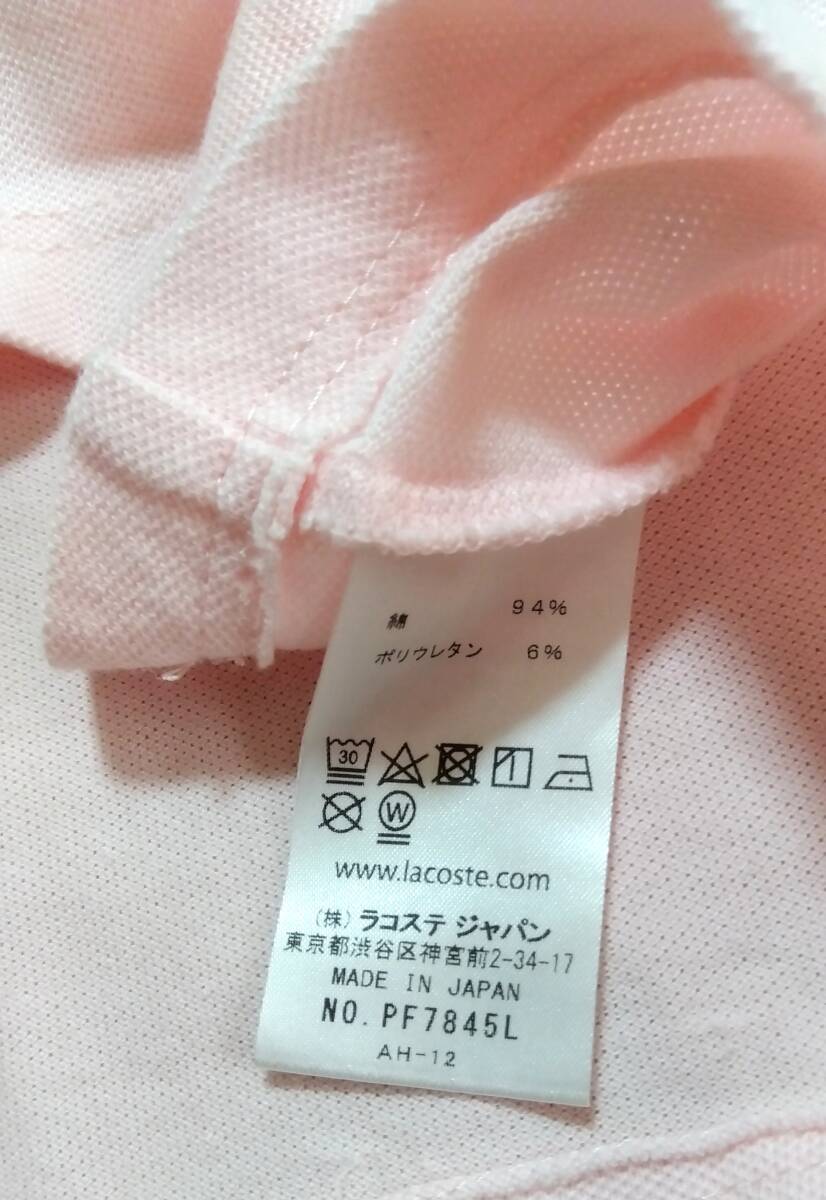 綿 94%
ポリウレタン 6%
30
W
www.lacoste.com
(株) ラコステ ジャパン
東京都渋谷区神宮前2-34-17
MADE IN JAPAN
NO. PF7845L
AH-12